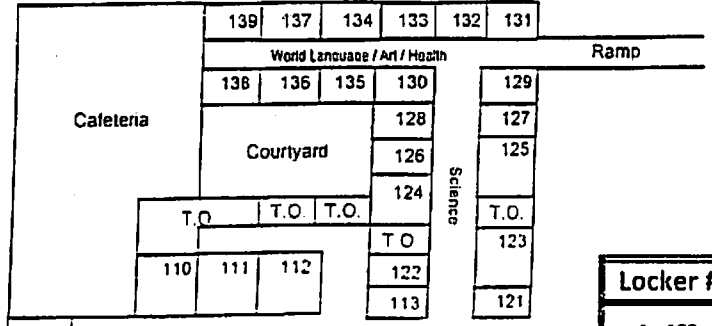 139 137 134 133 132 131
World Language / Art / Health Ramp
138 136 135 130 129
Cafeteria 128 127
Courtyard 126 125
Science
124
T.O. T.O. T.O. T.O.
T O 123
110 111 112 122
113 121
Locker #